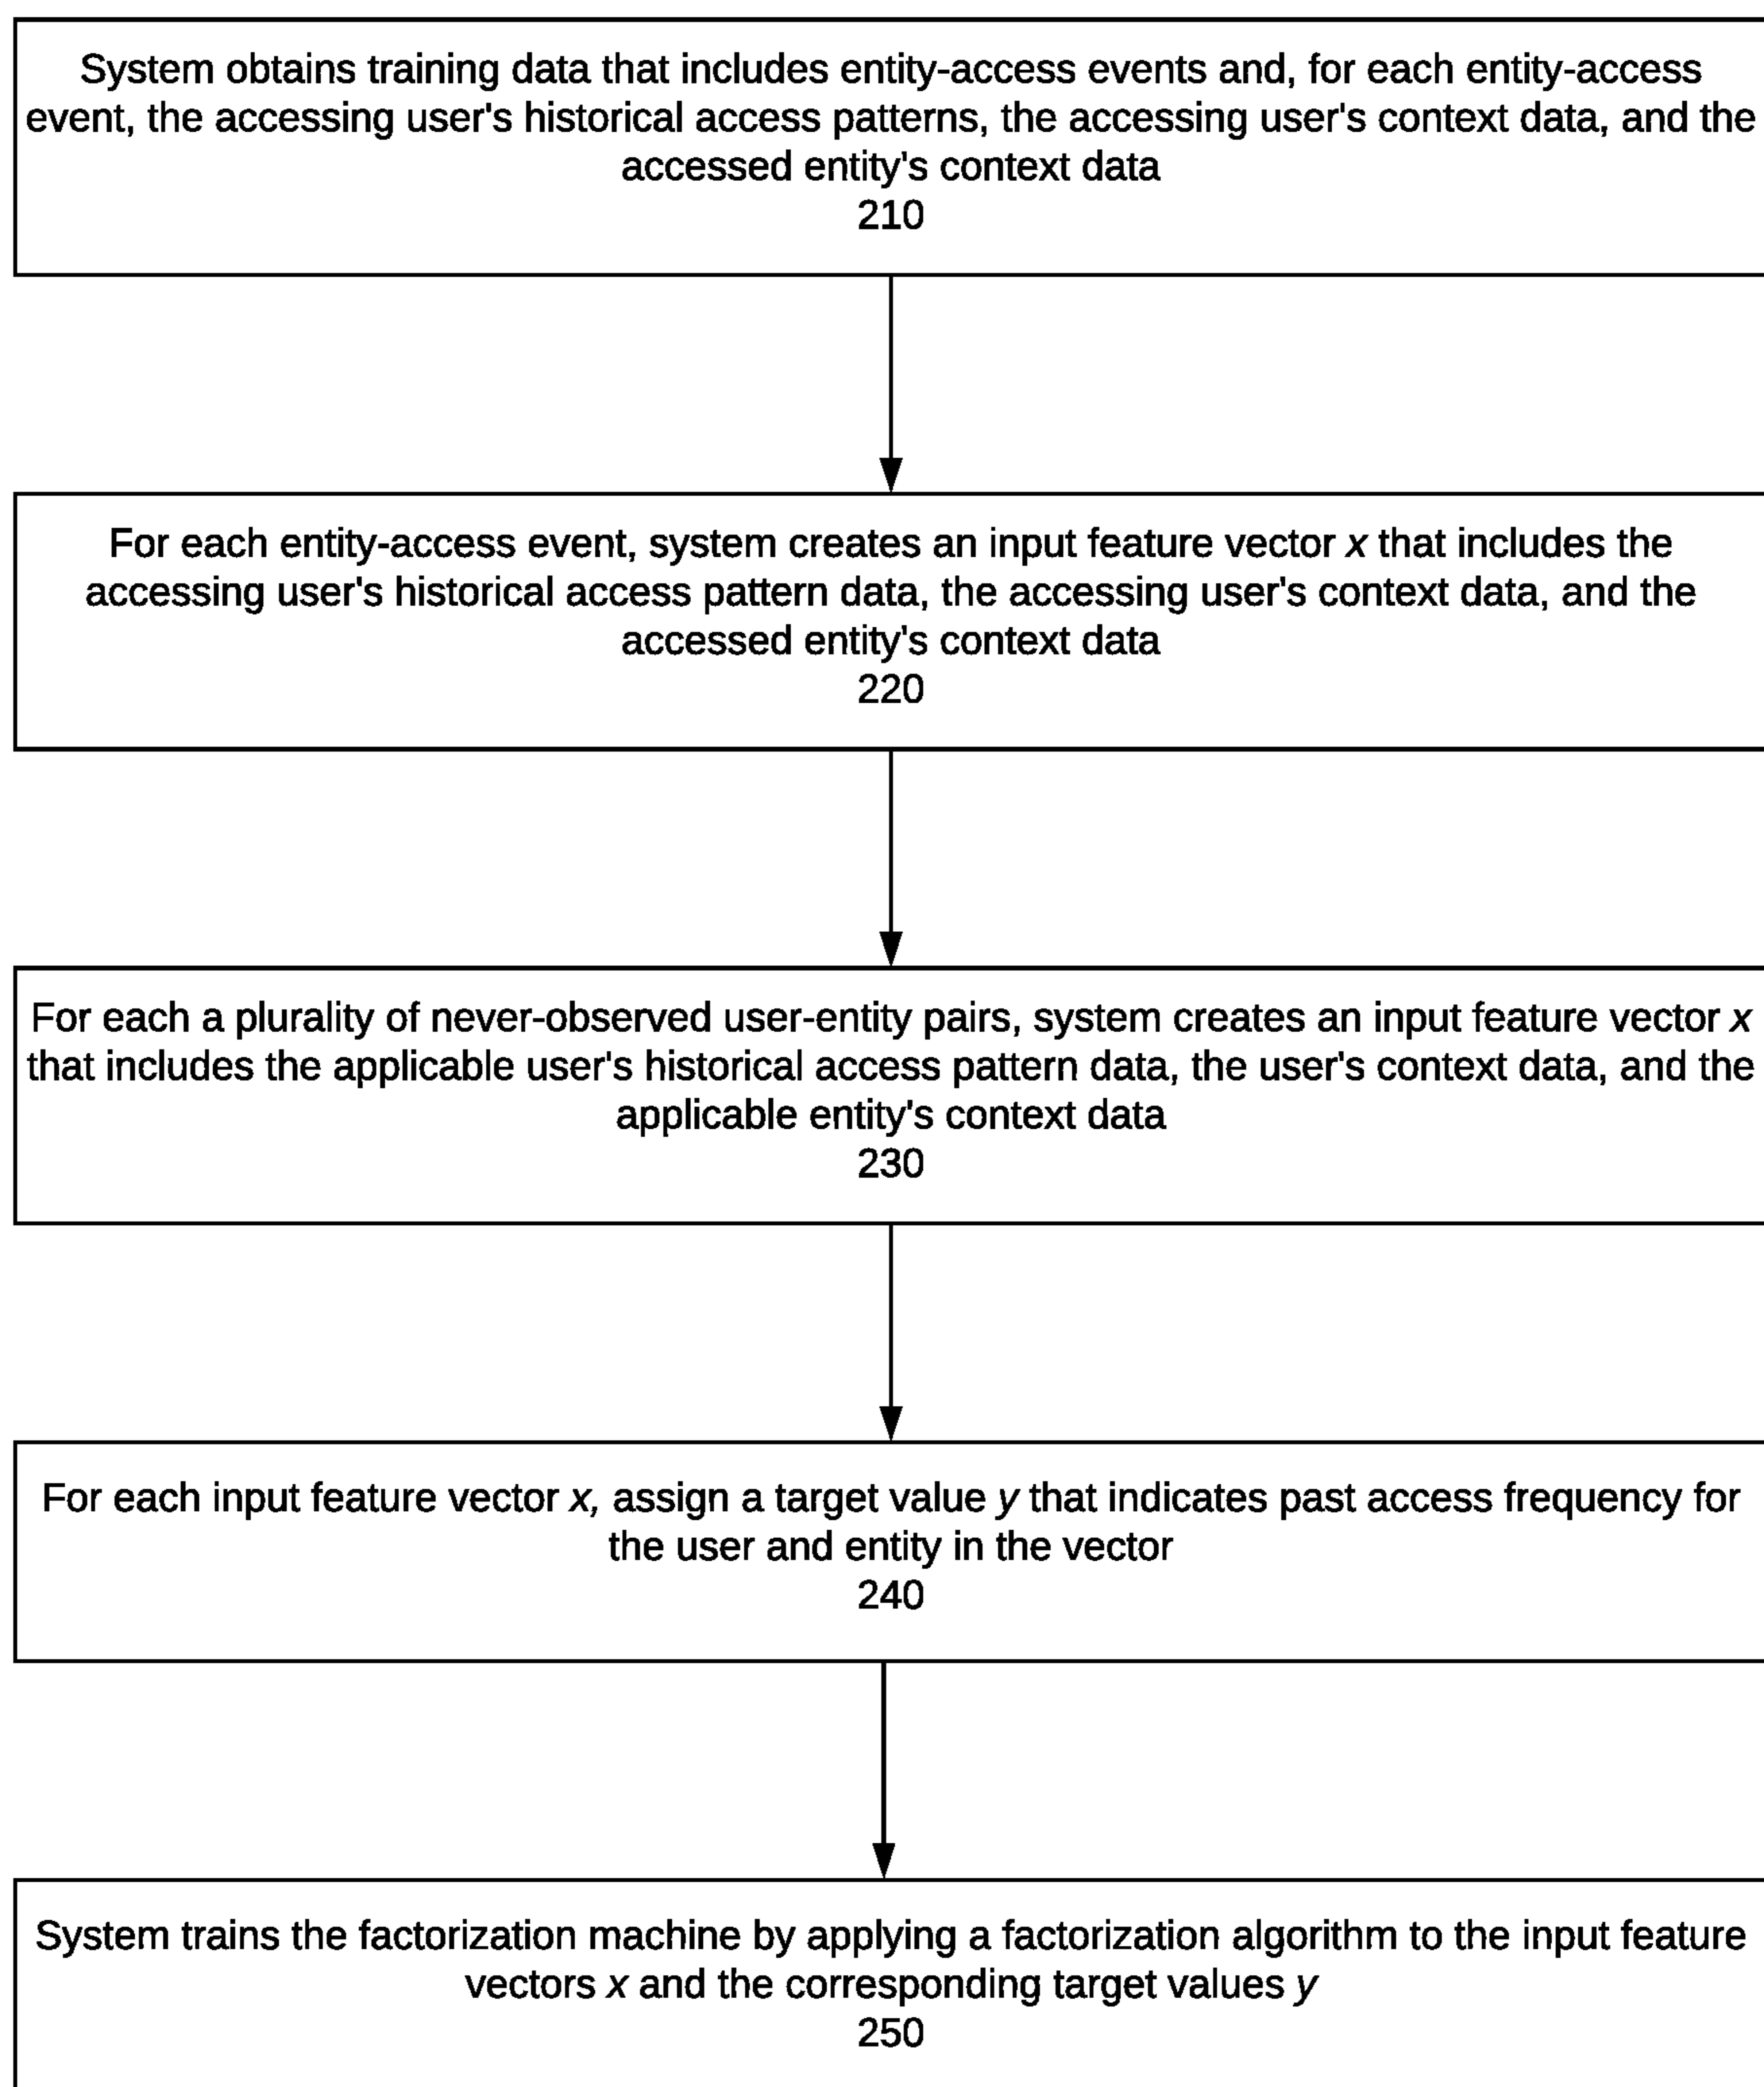 System obtains training data that includes entity-access events and, for each entity-access
event, the accessing user's historical access patterns, the accessing user's context data, and the
accessed entity's context data
210
For each entity-access event, system creates an input feature vector x that includes the
accessing user's historical access pattern data, the accessing user's context data, and the
accessed entity's context data
220
For each a plurality of never-observed user-entity pairs, system creates an input feature vector x
that includes the applicable user's historical access pattern data, the user's context data, and the
applicable entity's context data
230
For each input feature vector x, assign a target value y that indicates past access frequency for
the user and entity in the vector
240
System trains the factorization machine by applying a factorization algorithm to the input feature
vectors x and the corresponding target values y
250